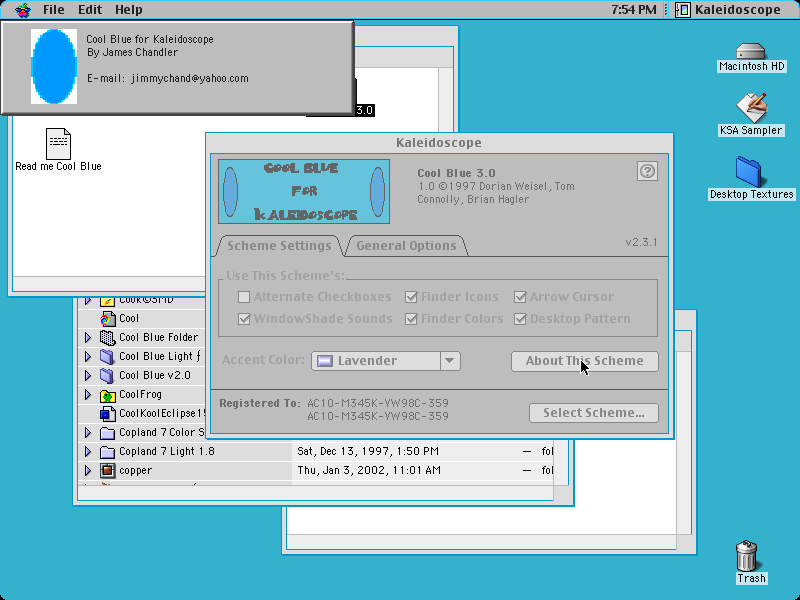 File Edit Help
7:54 PM Kaleidoscope
Cool Blue for Kaleidoscope
By James Chandler
E-mail: jimmychand@yahoo.com
3.0
Read me Cool Blue
Macintosh HD
KSA Sampler
Desktop Textures
Kaleidoscope
COOL BLUE
FOR
KALEIDOSCOPE
Cool Blue 3.0
1.0 ©1997 Dorian Weisel, Tom
Connolly, Brian Hagler
Scheme Settings
General Options
v2.3.1
Use This Scheme's:
Alternate Checkboxes
Finder Icons
Arrow Cursor
WindowShade Sounds
Finder Colors
Desktop Pattern
Accent Color:
Lavender
About This Scheme
Registered To: AC10-M345K-YW98C-359
AC10-M345K-YW98C-359
Select Scheme...
Cool
Cool Blue Folder
Cool Blue Light ƒ
Cool Blue v2.0
CoolFrog
CoolKoolEclipse1
Copland 7 Color S
Copland 7 Light 1.8 Sat, Dec 13, 1997, 1:50 PM — fol
copper Thu, Jan 3, 2002, 11:01 AM — fol
Trash